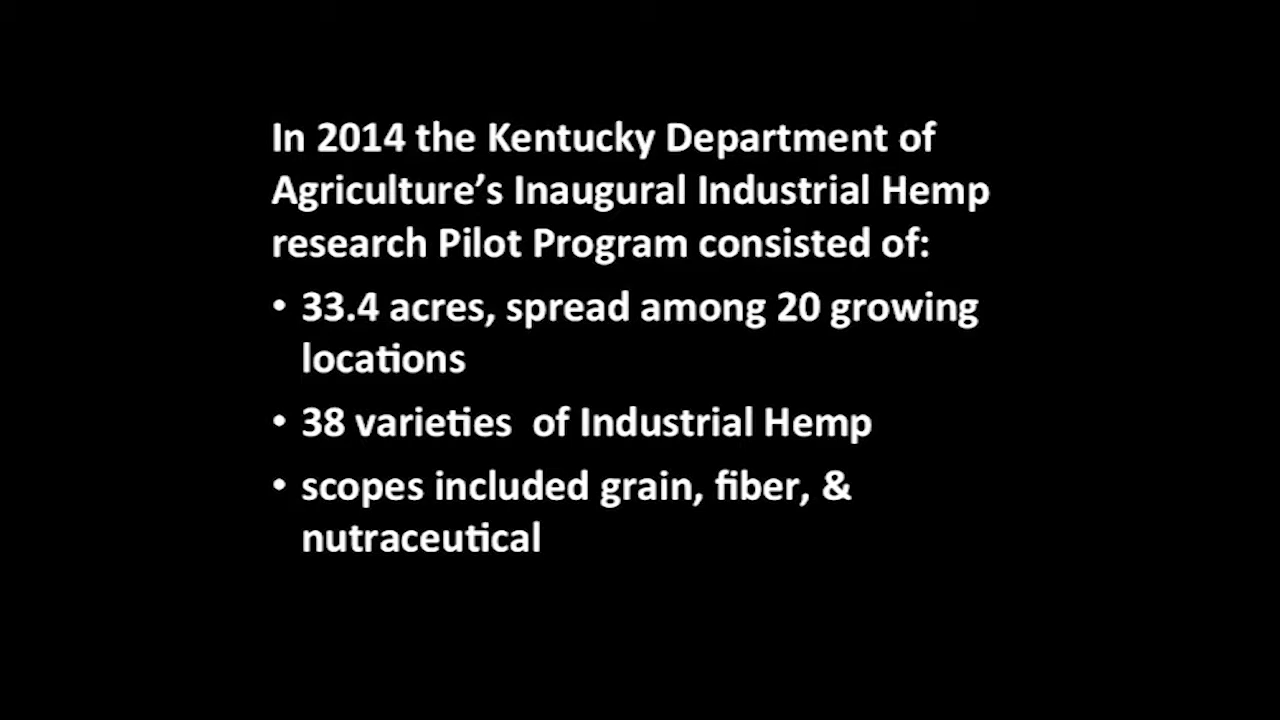 In 2014 the Kentucky Department of
Agriculture’s Inaugural Industrial Hemp
research Pilot Program consisted of:
• 33.4 acres, spread among 20 growing
locations
• 38 varieties  of Industrial Hemp
• scopes included grain, fiber, &
nutraceutical